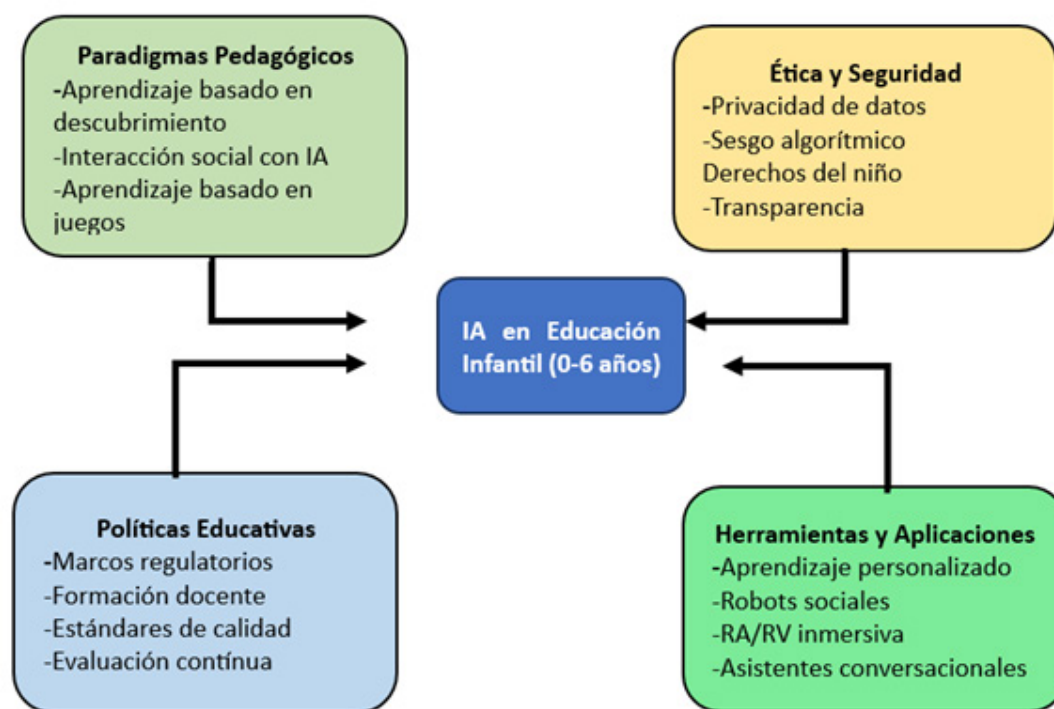 Paradigmas Pedagógicos
-Aprendizaje basado en
descubrimiento
-Interacción social con IA
-Aprendizaje basado en
juegos
Ética y Seguridad
-Privacidad de datos
-Sesgo algorítmico
Derechos del niño
-Transparencia
IA en Educación
Infantil (0-6 años)
Políticas Educativas
-Marcos regulatorios
-Formación docente
-Estándares de calidad
-Evaluación contínua
Herramientas y Aplicaciones
-Aprendizaje personalizado
-Robots sociales
-RA/RV inmersiva
-Asistentes conversacionales